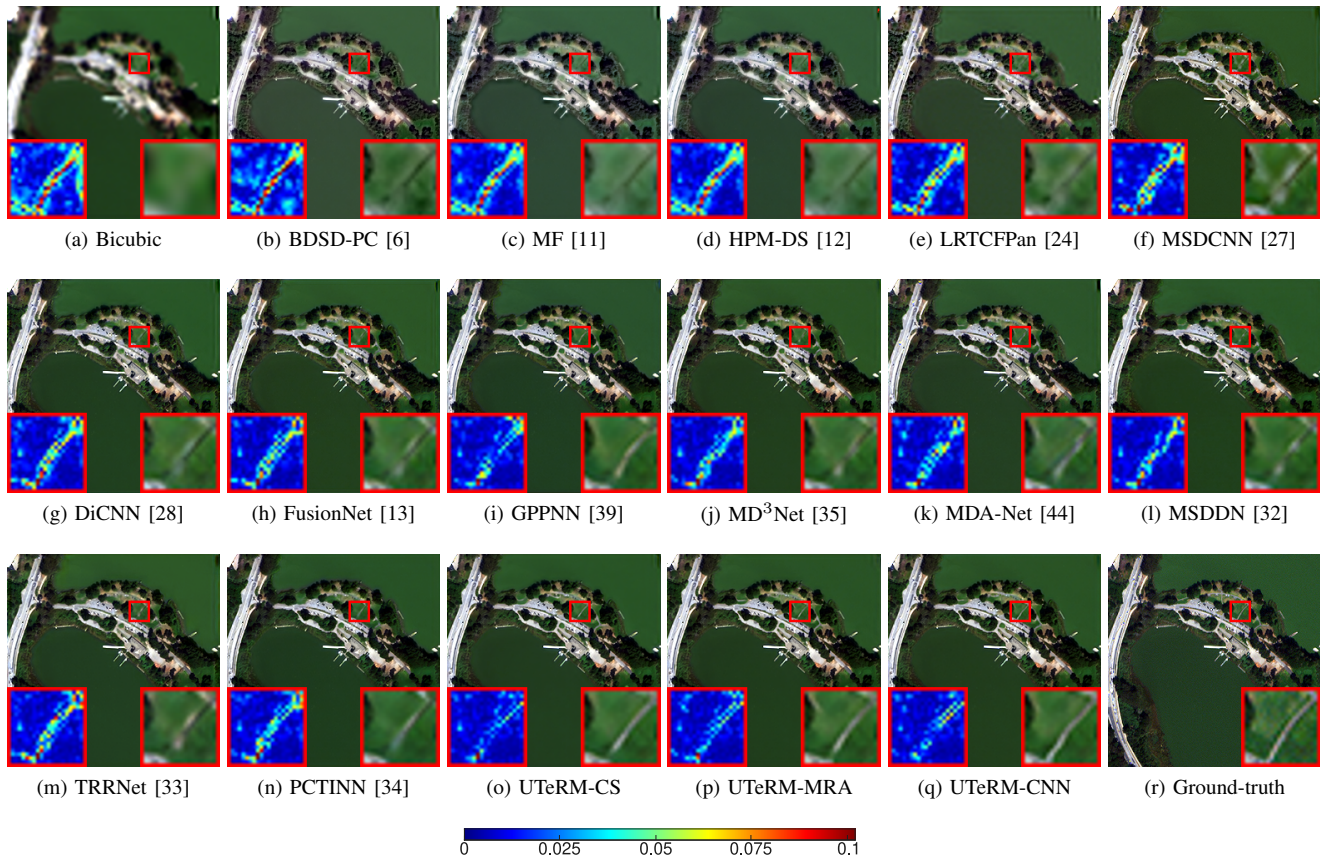 (a) Bicubic
(b) BDSD-PC [6]
(c) MF [11]
(d) HPM-DS [12]
(e) LRTCFPan [24]
(f) MSDCNN [27]
(g) DiCNN [28]
(h) FusionNet [13]
(i) GPPNN [39]
(j) MD³Net [35]
(k) MDA-Net [44]
(l) MSDDN [32]
(m) TRRNet [33]
(n) PCTINN [34]
(o) UTeRM-CS
(p) UTeRM-MRA
(q) UTeRM-CNN
(r) Ground-truth
0 0.025 0.05 0.075 0.1